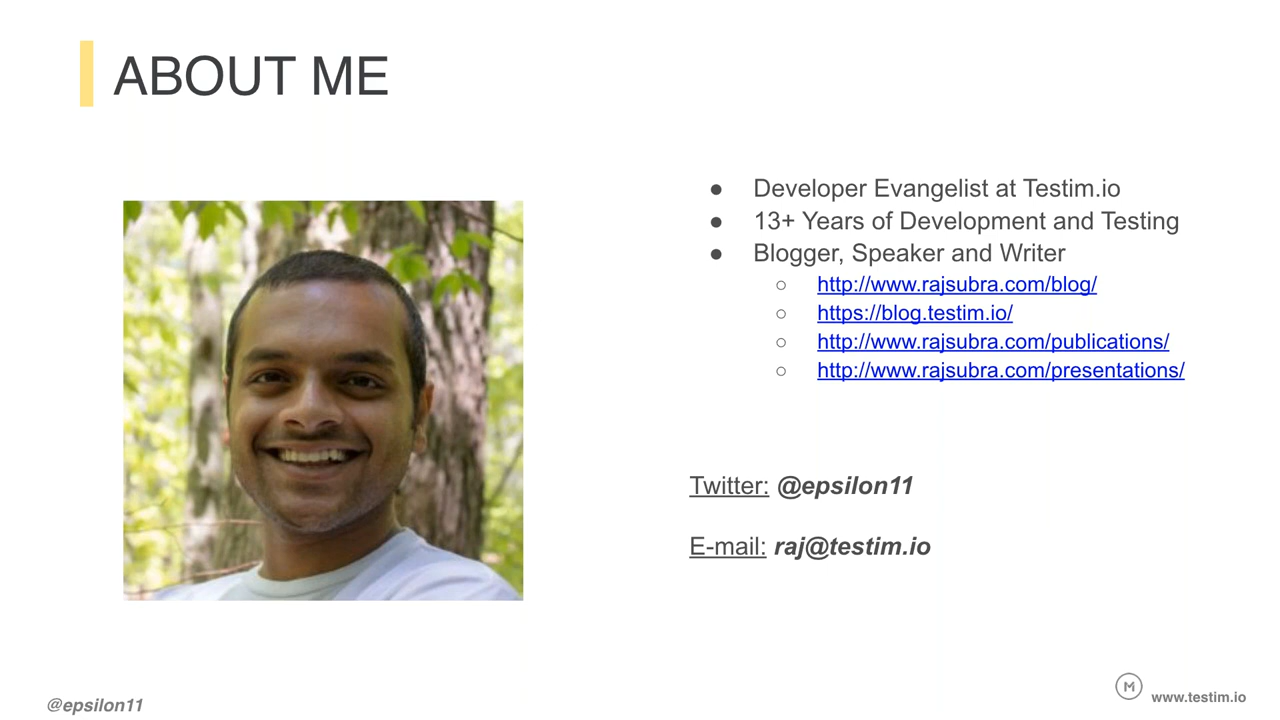 ABOUT ME
● Developer Evangelist at Testim.io
● 13+ Years of Development and Testing
● Blogger, Speaker and Writer
○ http://www.rajsubra.com/blog/
○ https://blog.testim.io/
○ http://www.rajsubra.com/publications/
○ http://www.rajsubra.com/presentations/
Twitter: @epsilon11
E-mail: raj@testim.io
@epsilon11
M www.testim.io